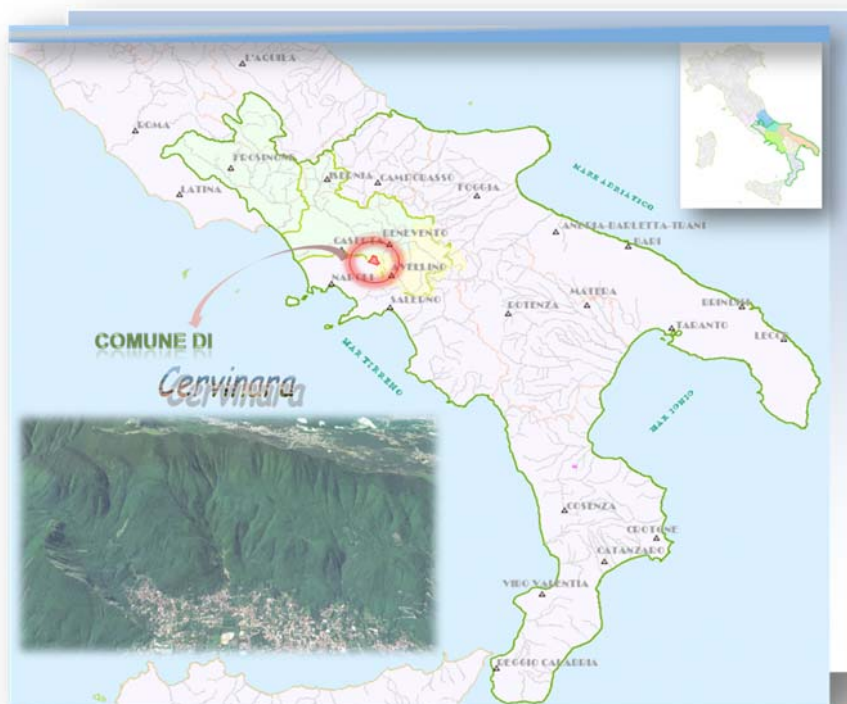 L'AQUILA
ROMA
FROSINONE
LATINA
ISERNIA
CAMPOBASSO
FOGGIA
MARE ADRIATICO
ANDRIA-BARLETTA-TRANI
BARI
BENEVENTO
CASERTA
AVELLINO
NAPOLI
SALERNO
POTENZA
MATERA
BRINDISI
TARANTO
LECCE
COMUNE DI
Cervinara
MAR TIRRENO
MAR IONIO
COSENZA
CROTONE
CATANZARO
VIBO VALENTIA
REGGIO CALABRIA